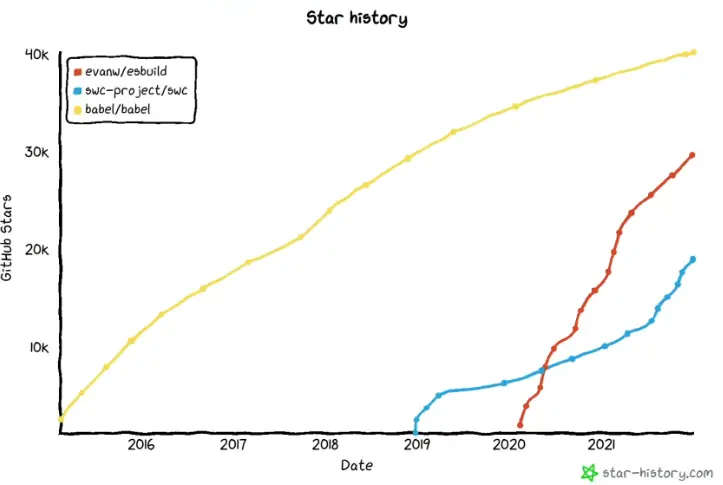 Star history
40k
evanw/esbuild
swc-project/swc
babel/babel
30k
GitHub Stars
20k
10k
2016 2017 2018 2019 2020 2021
Date
star-history.com